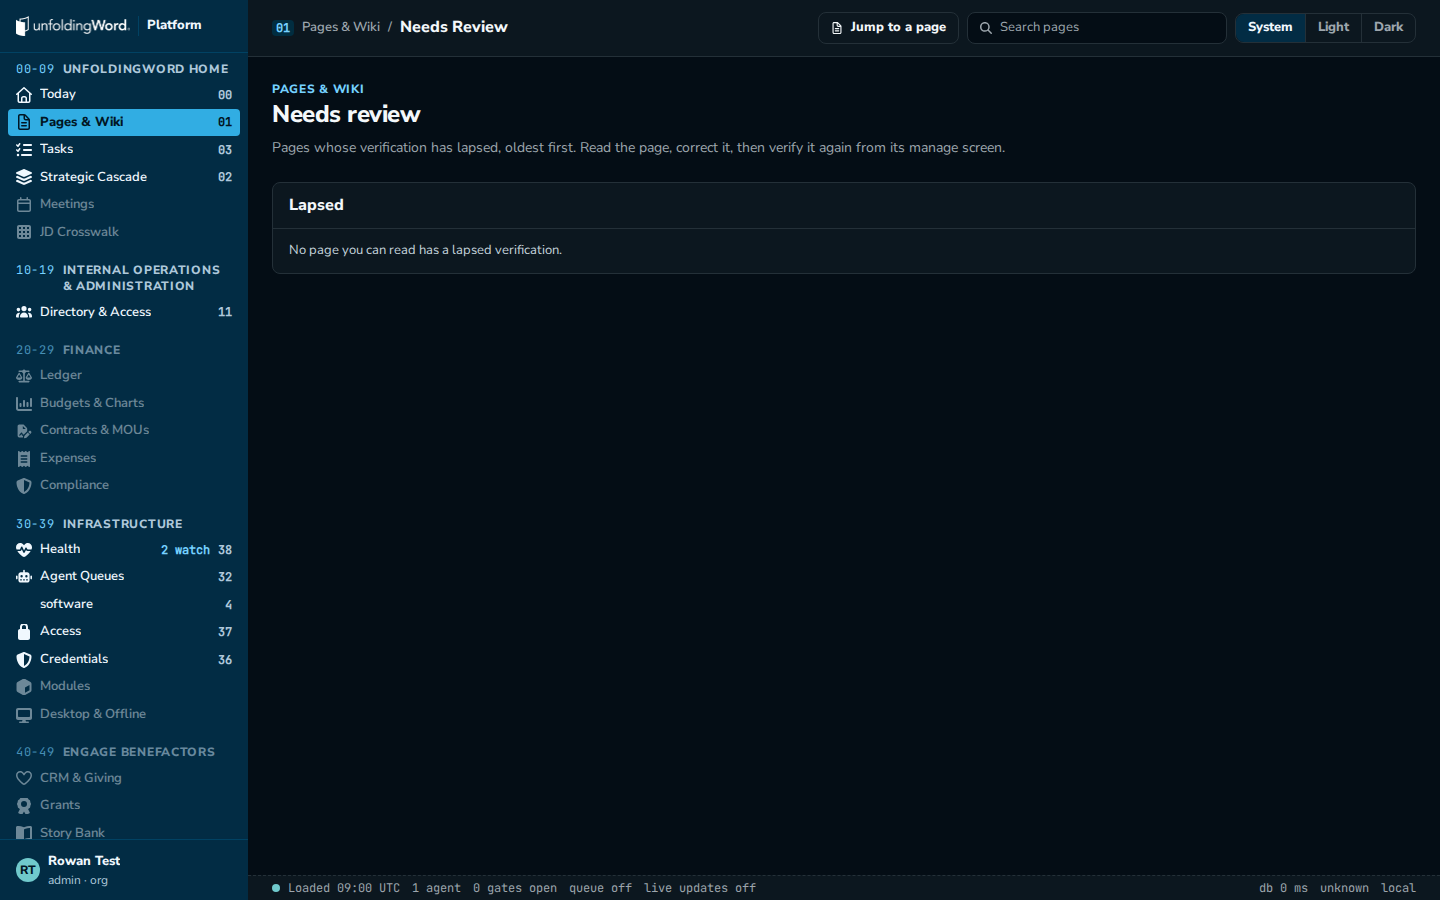 unfoldingWord Platform
00-09 UNFOLDINGWORD HOME
Today 00
Pages & Wiki 01
Tasks 03
Strategic Cascade 02
Meetings
JD Crosswalk
10-19 INTERNAL OPERATIONS
& ADMINISTRATION
Directory & Access 11
20-29 FINANCE
Ledger
Budgets & Charts
Contracts & MOUs
Expenses
Compliance
30-39 INFRASTRUCTURE
Health 2 watch 38
Agent Queues 32
software 4
Access 37
Credentials 36
Modules
Desktop & Offline
40-49 ENGAGE BENEFACTORS
CRM & Giving
Grants
Story Bank
RT Rowan Test
admin · org
01 Pages & Wiki / Needs Review
Jump to a page
Search pages
System Light Dark
PAGES & WIKI
Needs review
Pages whose verification has lapsed, oldest first. Read the page, correct it, then verify it again from its manage screen.
Lapsed
No page you can read has a lapsed verification.
Loaded 09:00 UTC 1 agent 0 gates open queue off live updates off
db 0 ms unknown local